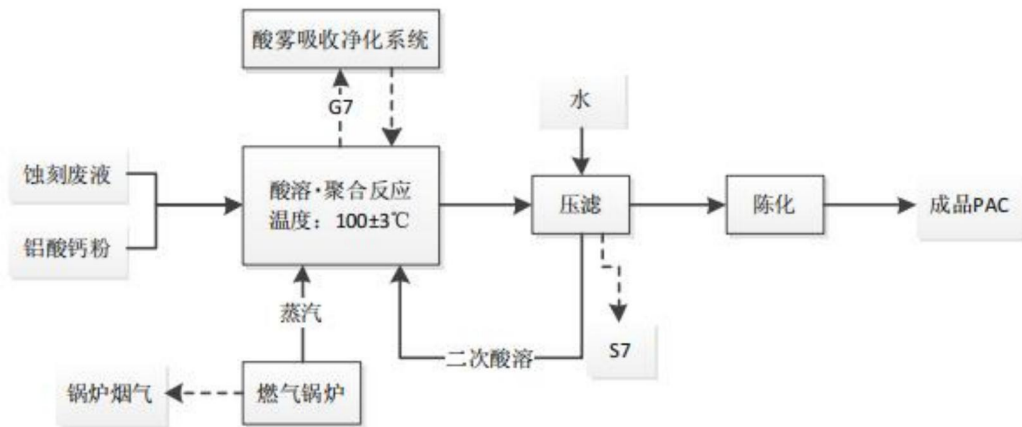 酸雾吸收净化系统
G7
水
蚀刻废液
铝酸钙粉
酸溶·聚合反应
温度：100±3℃
压滤
陈化
成品PAC
蒸汽
二次酸溶
S7
锅炉烟气
燃气锅炉